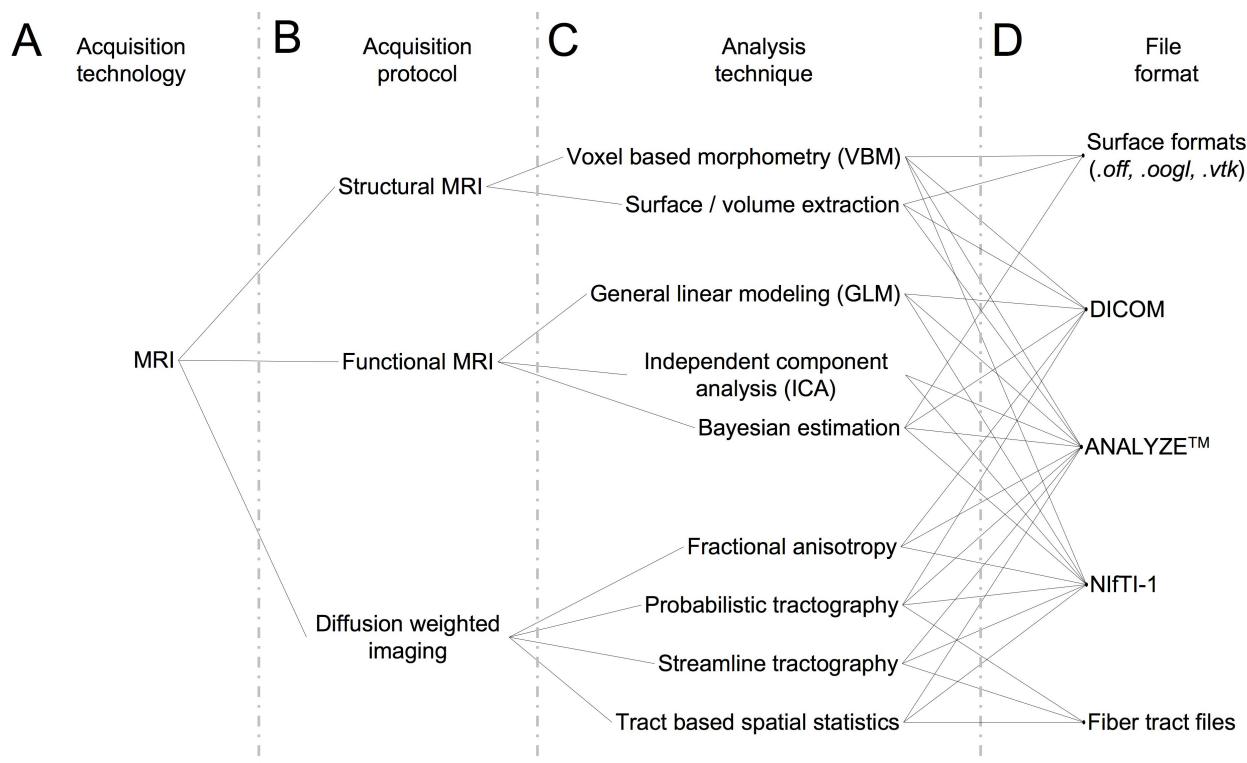 A
Acquisition
technology
B
Acquisition
protocol
C
Analysis
technique
D
File
format
MRI
Structural MRI
Functional MRI
Diffusion weighted
imaging
Voxel based morphometry (VBM)
Surface / volume extraction
General linear modeling (GLM)
Independent component
analysis (ICA)
Bayesian estimation
Fractional anisotropy
Probabilistic tractography
Streamline tractography
Tract based spatial statistics
Surface formats
(.off, .oogl, .vtk)
DICOM
ANALYZE™
NIfTI-1
Fiber tract files